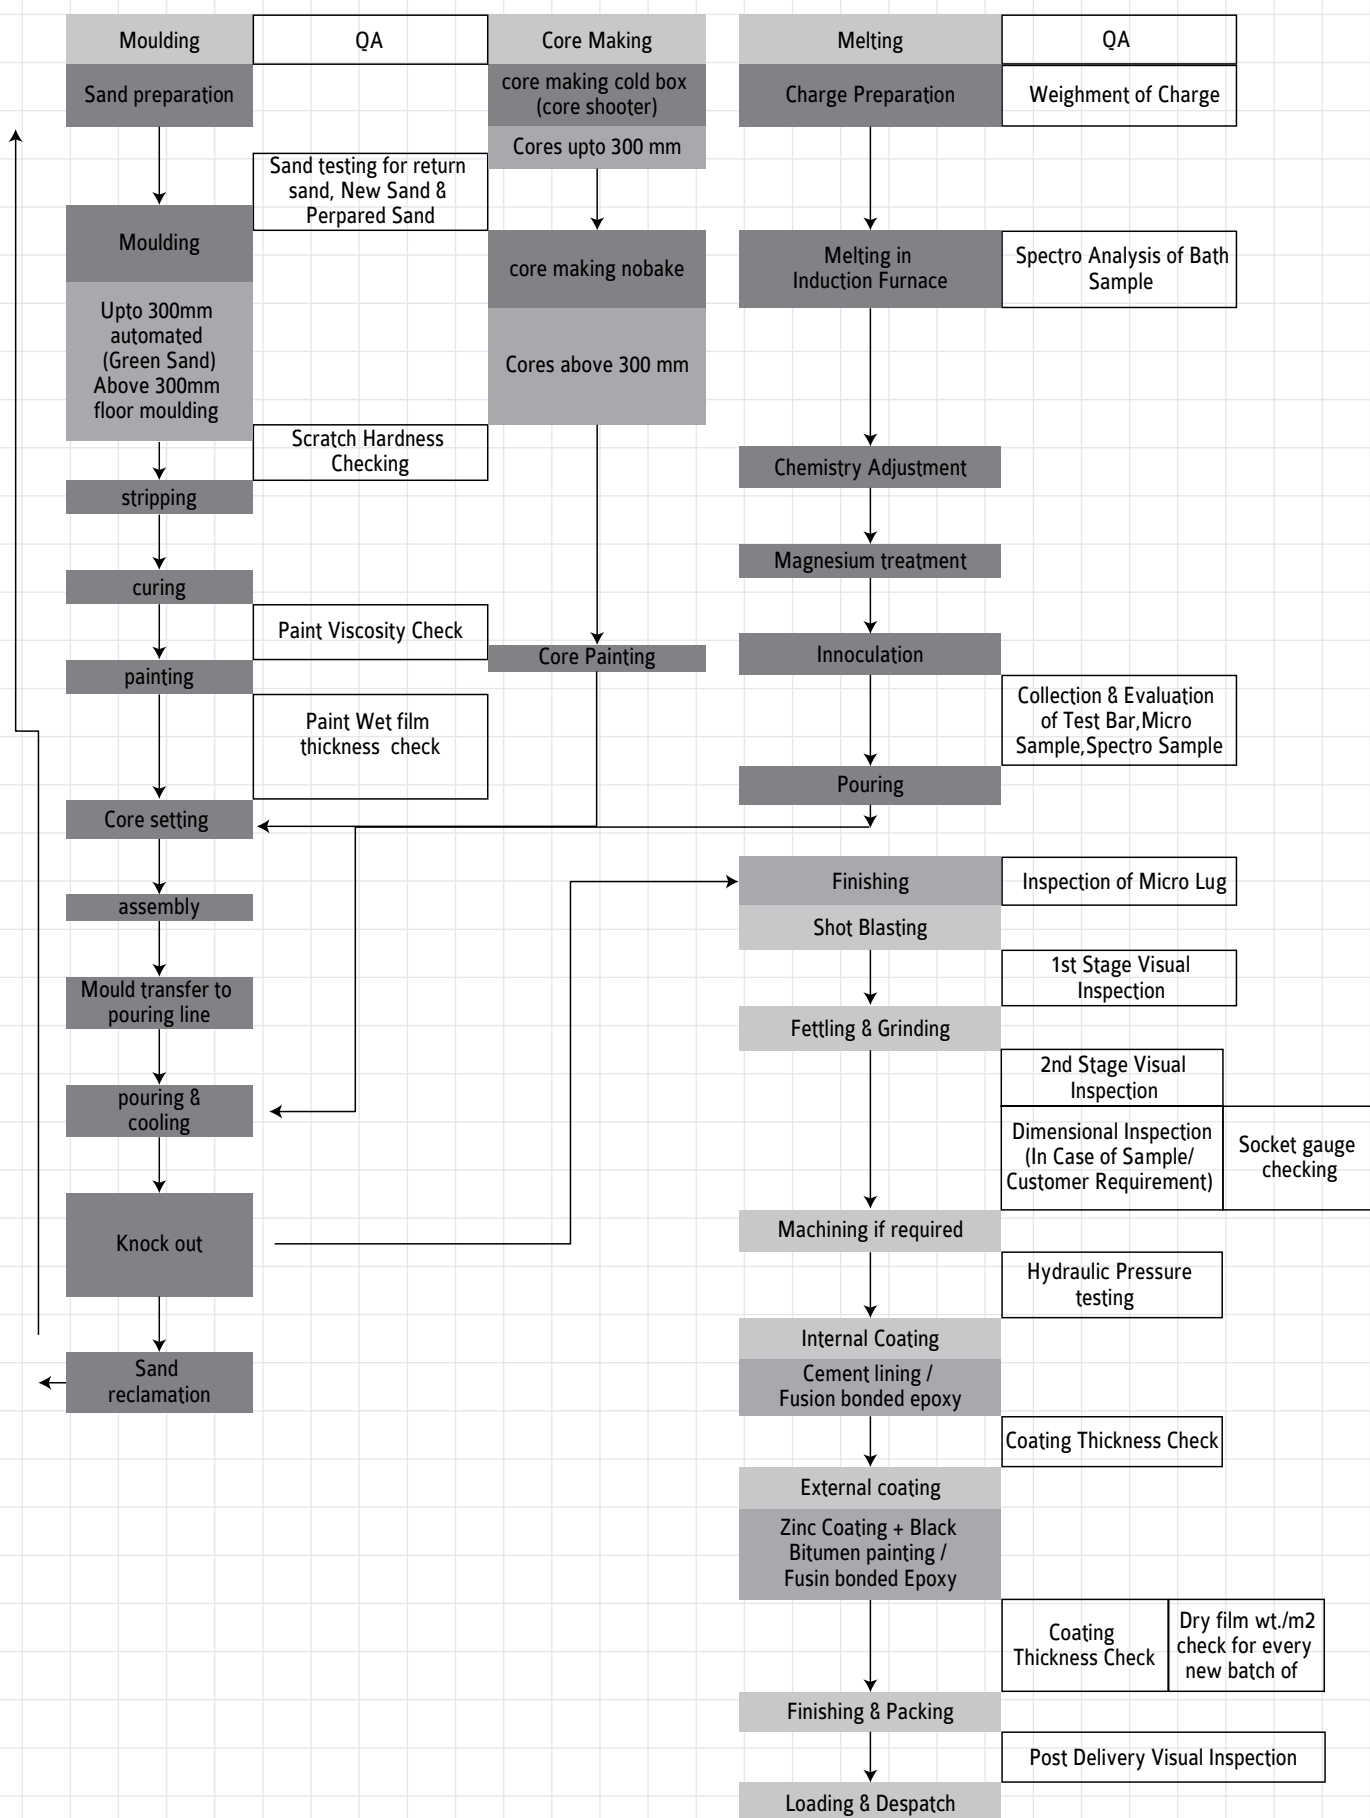 Moulding
QA
Core Making
Melting
QA
Sand preparation
core making cold box
(core shooter)
Cores upto 300 mm
Charge Preparation
Weighment of Charge
Sand testing for return
sand, New Sand &
Perpared Sand
Moulding
Upto 300mm
automated
(Green Sand)
Above 300mm
floor moulding
core making nobake
Cores above 300 mm
Melting in
Induction Furnace
Spectro Analysis of Bath
Sample
Scratch Hardness
Checking
stripping
Chemistry Adjustment
curing
Magnesium treatment
Paint Viscosity Check
painting
Core Painting
Innoculation
Paint Wet film
thickness check
Collection & Evaluation
of Test Bar,Micro
Sample,Spectro Sample
Core setting
Pouring
assembly
Finishing
Inspection of Micro Lug
Shot Blasting
Mould transfer to
pouring line
1st Stage Visual
Inspection
Fettling & Grinding
pouring &
cooling
2nd Stage Visual
Inspection
Dimensional Inspection
(In Case of Sample/
Customer Requirement)
Socket gauge
checking
Knock out
Machining if required
Hydraulic Pressure
testing
Sand
reclamation
Internal Coating
Cement lining /
Fusion bonded epoxy
Coating Thickness Check
External coating
Zinc Coating + Black
Bitumen painting /
Fusin bonded Epoxy
Coating
Thickness Check
Dry film wt./m2
check for every
new batch of
Finishing & Packing
Post Delivery Visual Inspection
Loading & Despatch